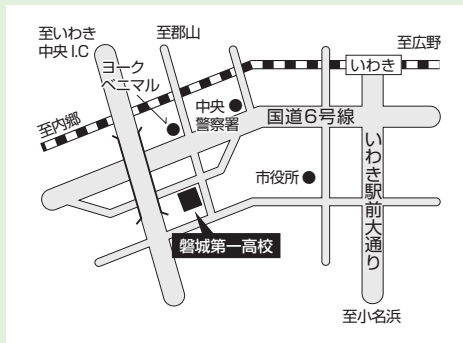 至いわき
中央I.C
至郡山
至広野
ヨーク
ベニマル
いわき
中央
警察署
国道6号線
至内郷
市役所
いわき駅前大通り
磐城第一高校
至小名浜